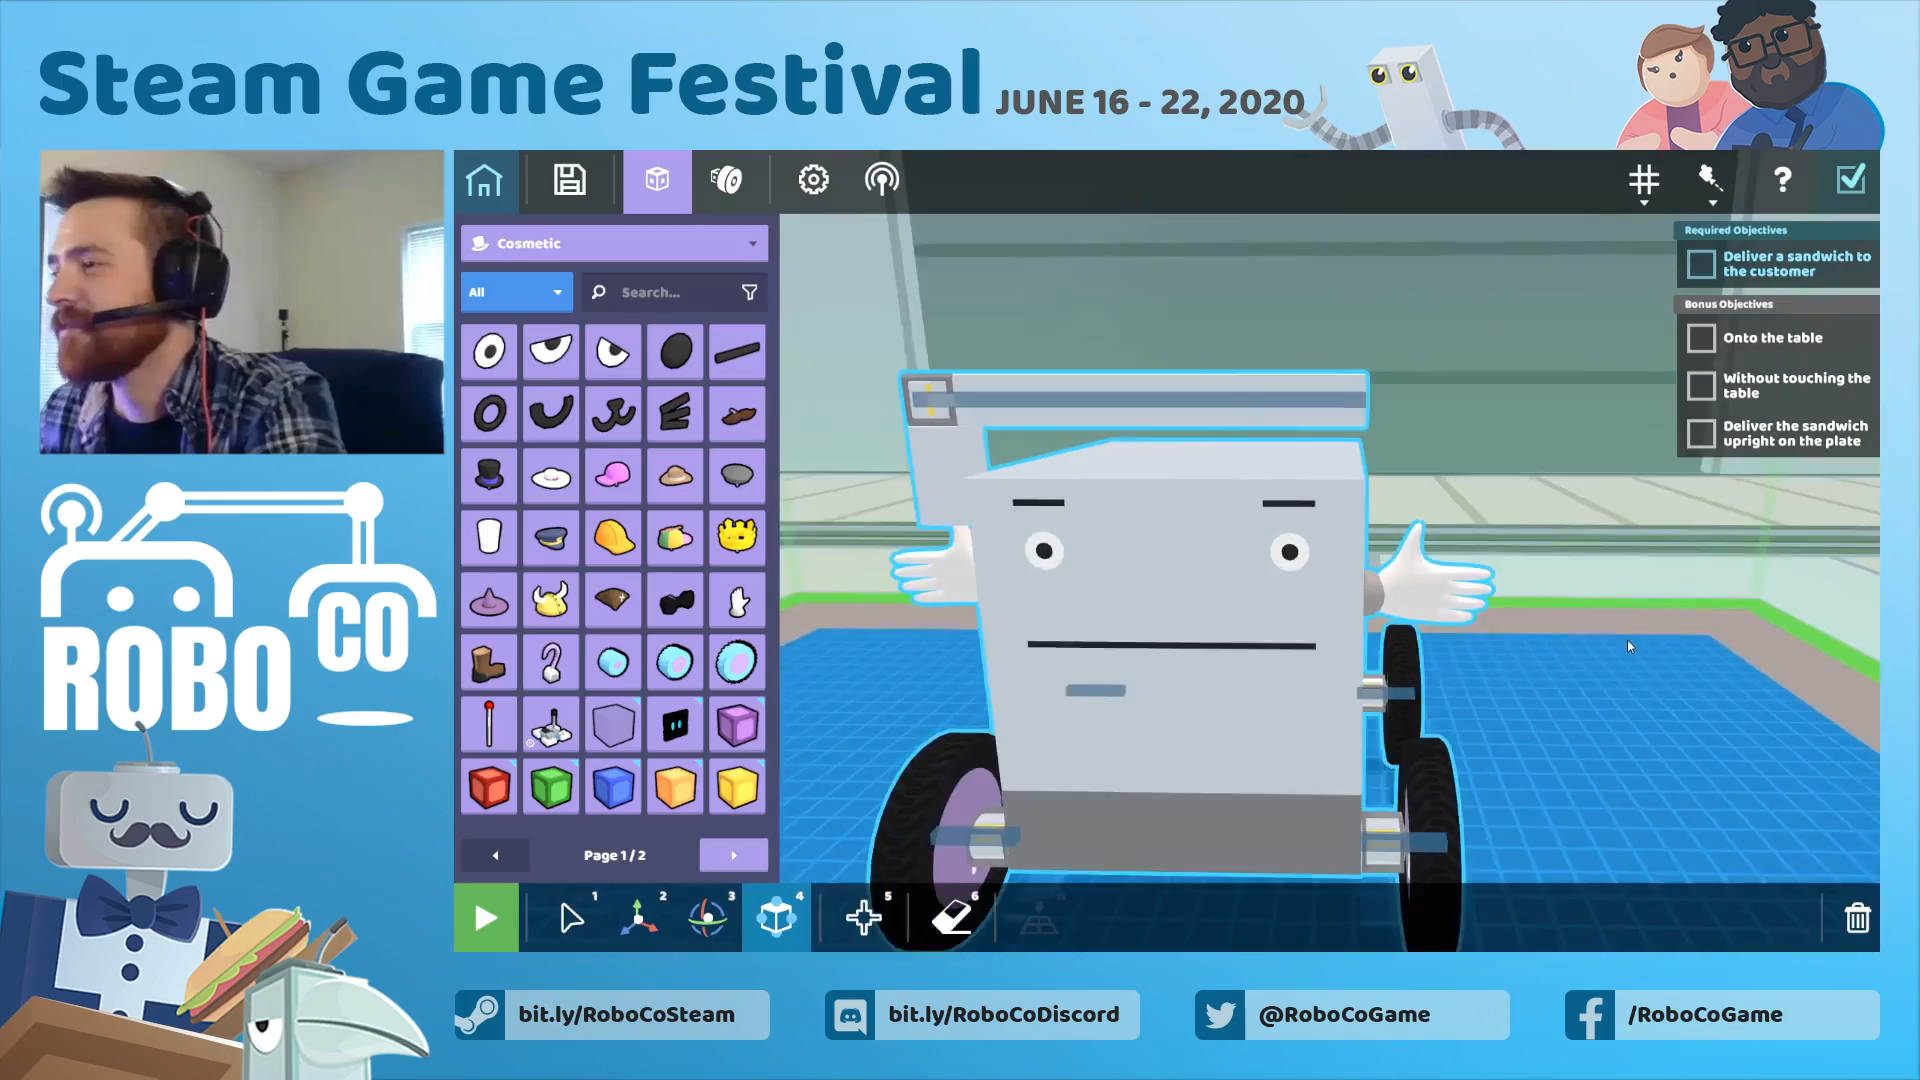 Steam Game Festival JUNE 16 - 22, 2020
Cosmetic
All
Search...
Page 1 / 2
Required Objectives
Deliver a sandwich to
the customer
Bonus Objectives
Onto the table
Without touching the
table
Deliver the sandwich
upright on the plate
1
2
3
4
5
6
ROBO
CO
bit.ly/RoboCoSteam
bit.ly/RoboCoDiscord
@RoboCoGame
/RoboCoGame